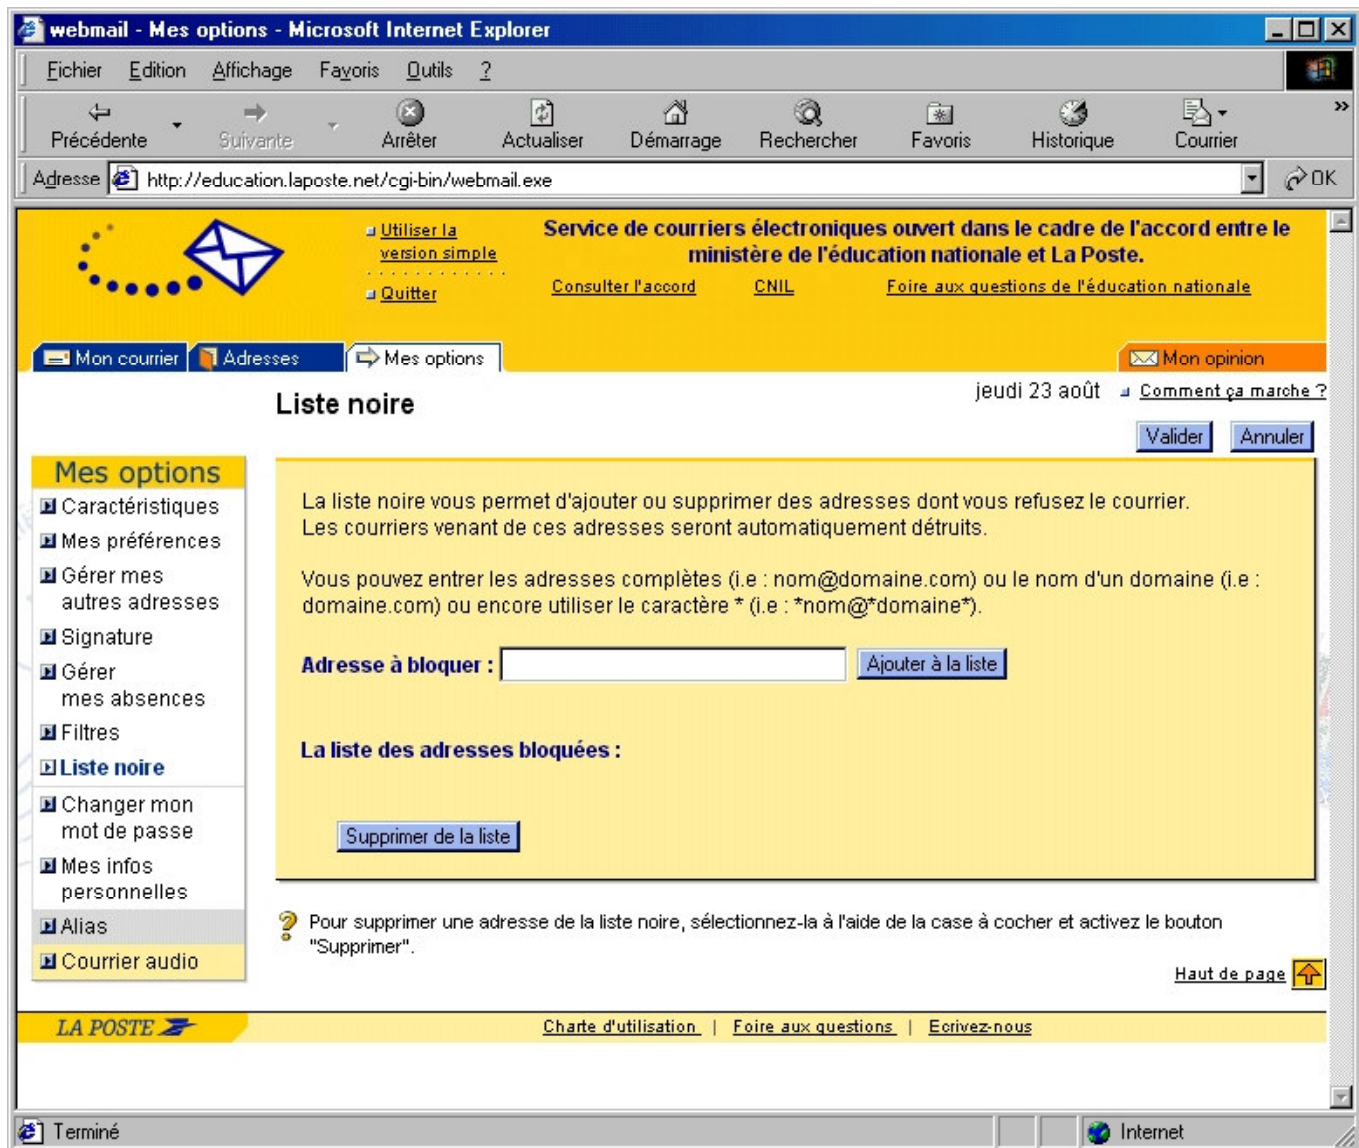 webmail - Mes options - Microsoft Internet Explorer
Fichier Edition Affichage Favoris Outils ?
Précédente Suivante Arrêter Actualiser Démarrage Rechercher Favoris Historique Courrier »
Adresse http://education.laposte.net/cgi-bin/webmail.exe OK
Utiliser la
version simple
Quitter
Service de courriers électroniques ouvert dans le cadre de l'accord entre le
ministère de l'éducation nationale et La Poste.
Consulter l'accord CNIL Foire aux questions de l'éducation nationale
Mon courrier Adresses Mes options Mon opinion
jeudi 23 août Comment ça marche ?
Liste noire
Valider Annuler
Mes options
Caractéristiques
Mes préférences
Gérer mes
autres adresses
Signature
Gérer
mes absences
Filtres
Liste noire
Changer mon
mot de passe
Mes infos
personnelles
Alias
Courrier audio
La liste noire vous permet d'ajouter ou supprimer des adresses dont vous refusez le courrier.
Les courriers venant de ces adresses seront automatiquement détruits.
Vous pouvez entrer les adresses complètes (i.e : nom@domaine.com) ou le nom d'un domaine (i.e :
domaine.com) ou encore utiliser le caractère * (i.e : *nom@*domaine*).
Adresse à bloquer : Ajouter à la liste
La liste des adresses bloquées :
Supprimer de la liste
Pour supprimer une adresse de la liste noire, sélectionnez-la à l'aide de la case à cocher et activez le bouton
"Supprimer".
Haut de page
LA POSTE
Charte d'utilisation | Foire aux questions | Ecrivez-nous
Terminé Internet